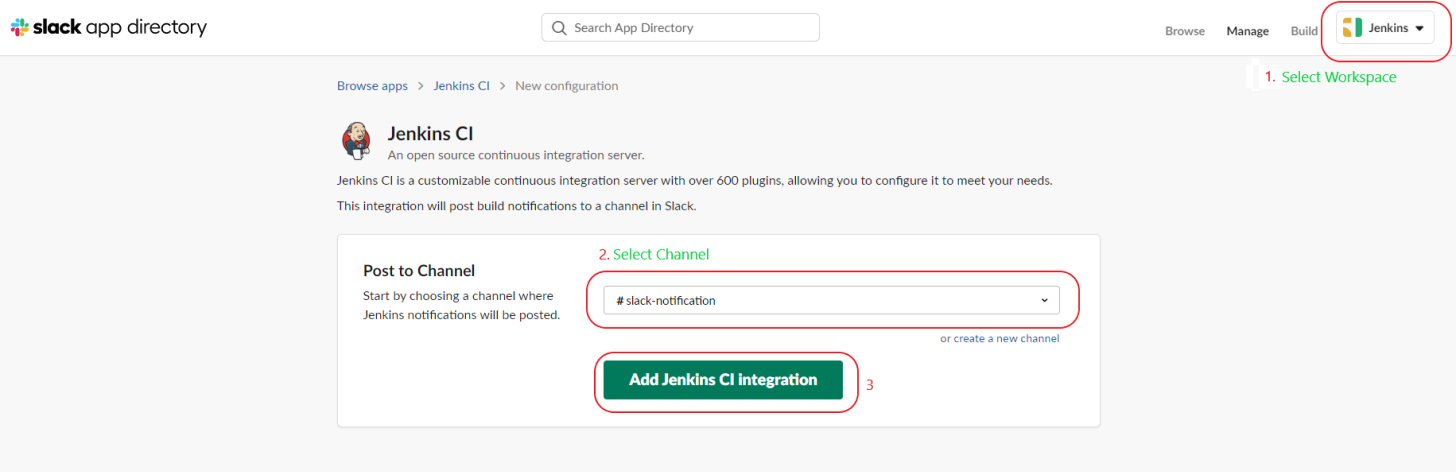 slack app directory
Search App Directory
Browse Manage Build Jenkins
1. Select Workspace
Browse apps > Jenkins CI > New configuration
Jenkins CI
An open source continuous integration server.
Jenkins CI is a customizable continuous integration server with over 600 plugins, allowing you to configure it to meet your needs.
This integration will post build notifications to a channel in Slack.
2. Select Channel
Post to Channel
Start by choosing a channel where
Jenkins notifications will be posted.
# slack-notification
or create a new channel
Add Jenkins CI integration
3